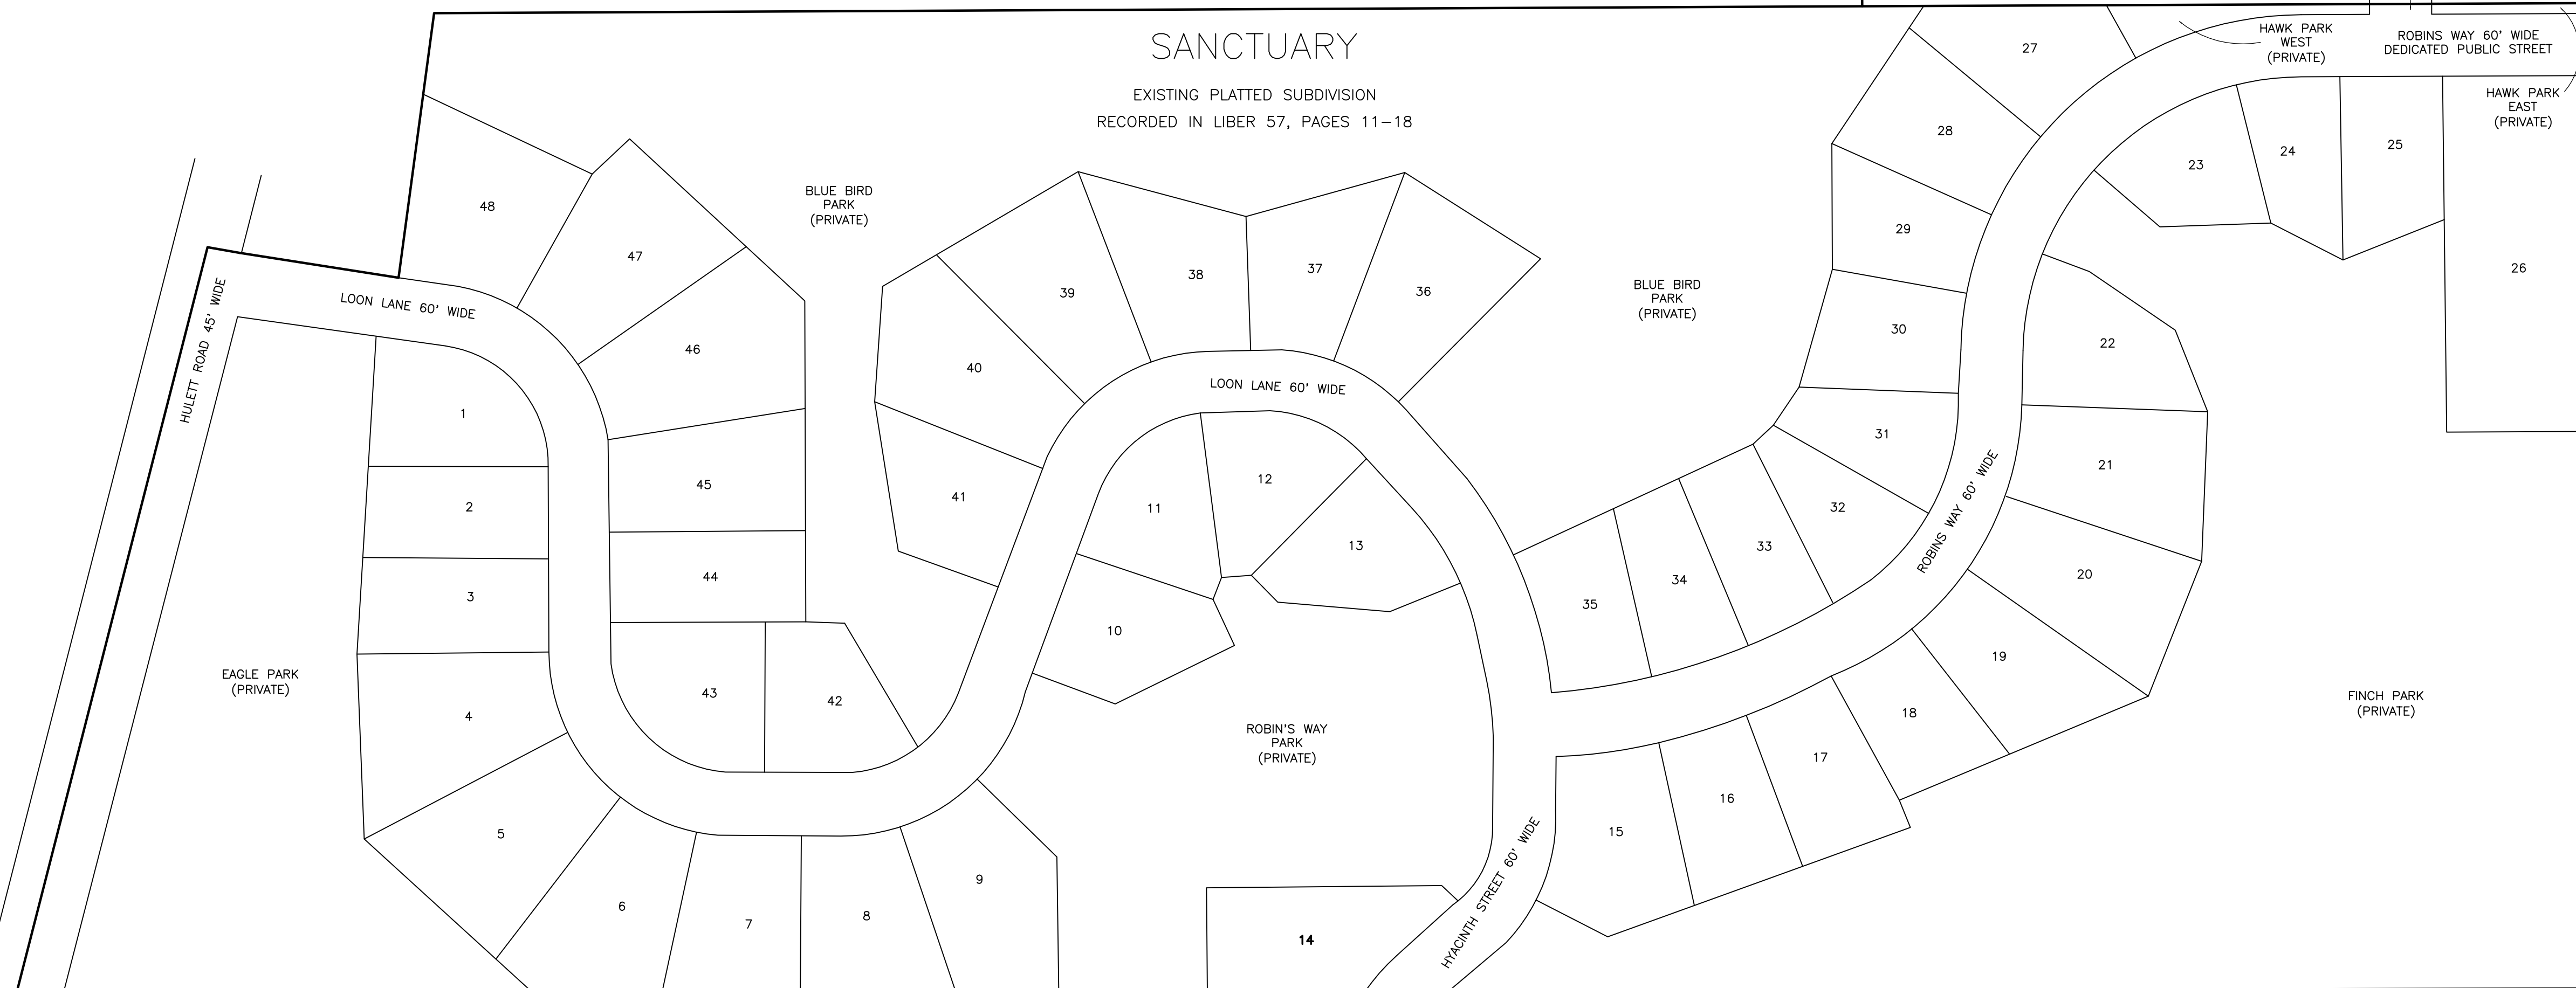 SANCTUARY
EXISTING PLATTED SUBDIVISION
RECORDED IN LIBER 57, PAGES 11-18
HAWK PARK
WEST
(PRIVATE)
ROBINS WAY 60' WIDE
DEDICATED PUBLIC STREET
HAWK PARK
EAST
(PRIVATE)
27
28
29
30
31
32
33
34
35
23
24
25
26
22
21
20
19
18
17
16
15
ROBINS WAY 60' WIDE
FINCH PARK
(PRIVATE)
BLUE BIRD
PARK
(PRIVATE)
BLUE BIRD
PARK
(PRIVATE)
48
47
46
45
44
43
42
41
40
39
38
37
36
LOON LANE 60' WIDE
HULETT ROAD 45' WIDE
LOON LANE 60' WIDE
1
2
3
4
5
6
7
8
9
10
11
12
13
14
EAGLE PARK
(PRIVATE)
ROBIN'S WAY
PARK
(PRIVATE)
HYACINTH STREET 60' WIDE